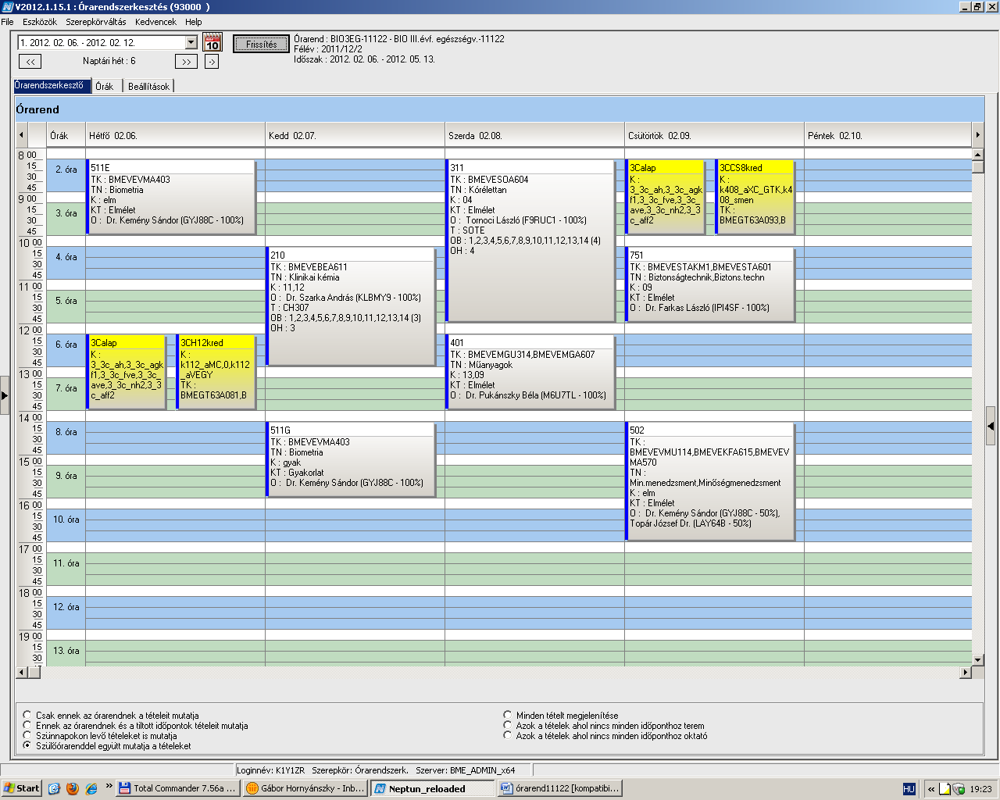 V2012.1.15.1 : Órarendszerkesztés (93000  )
File Eszközök Szerepkörváltás Kedvencek Help
1. 2012. 02. 06. - 2012. 02. 12.
10
Frissítés
Órarend : BIO3EG-11122 - BIO III.évf. egészségv.-11122
Félév : 2011/12/2
Időszak : 2012. 02. 06. - 2012. 05. 13.
<< Naptári hét : 6 >> ->
Órarendszerkesztő Órák Beállítások
Órarend
Órák Hétfő 02.06. Kedd 02.07. Szerda 02.08. Csütörtök 02.09. Péntek 02.10.
8 00
15
30
45
9 00
15
30
45
10 00
15
30
45
11 00
15
30
45
12 00
15
30
45
13 00
15
30
45
14 00
15
30
45
15 00
15
30
45
16 00
15
30
45
17 00
15
30
45
18 00
15
30
45
19 00
15
30
45
2. óra
3. óra
4. óra
5. óra
6. óra
7. óra
8. óra
9. óra
10. óra
11. óra
12. óra
13. óra
511E
TK : BMEVEVMA403
TN : Biometria
K : elm
KT : Elmélet
O :  Dr. Kemény Sándor (GYJ88C - 100%)
3Calap
K :
3_3c_ah,3_3c_agk
f1,3_3c_fve,3_3c_
ave,3_3c_nh2,3_3
c_aff2
3CH12kred
K :
k112_aMC,0,k112
_aVEGY
TK :
BMEGT63A081,B
210
TK : BMEVEBEA611
TN : Klinikai kémia
K : 11,12
O :  Dr. Szarka András (KLBMY9 - 100%)
T : CH307
OB : 1,2,3,4,5,6,7,8,9,10,11,12,13,14 (3)
OH : 3
511G
TK : BMEVEVMA403
TN : Biometria
K : gyak
KT : Gyakorlat
O :  Dr. Kemény Sándor (GYJ88C - 100%)
311
TK : BMEVESOA604
TN : Kórélettan
K : 04
KT : Elmélet
O :  Tornoci László (F9RUC1 - 100%)
T : SOTE
OB : 1,2,3,4,5,6,7,8,9,10,11,12,13,14 (4)
OH : 4
401
TK : BMEVEMGU314,BMEVEMGA607
TN : Műanyagok
K : 13,09
KT : Elmélet
O :  Dr. Pukánszky Béla (M6U7TL - 100%)
3Calap
K :
3_3c_ah,3_3c_agk
f1,3_3c_fve,3_3c_
ave,3_3c_nh2,3_3
c_aff2
3CCS8kred
K :
k408_aXC_GTK,k4
08_smen
TK :
BMEGT63A093,B
751
TK : BMEVESTAKM1,BMEVESTA601
TN : Biztonságtechnik,Biztons.techn
K : 09
KT : Elmélet
O :  Dr. Farkas László (IPI4SF - 100%)
502
TK :
BMEVEVMU114,BMEVEKFA615,BMEVEV
MA570
TN :
Min.menedzsment,Minőségmenedzsment
K : elm
KT : Elmélet
O :  Dr. Kemény Sándor (GYJ88C - 50%),
Topár József Dr. (LAY64B - 50%)
Csak ennek az órarendnek a tételeit mutatja
Ennek az órarendnek és a tiltott időpontok tételeit mutatja
Szünnapokon levő tételeket is mutatja
Szülőórarenddel együtt mutatja a tételeket
Minden tételt megjelenítése
Azok a tételek ahol nincs minden időponthoz terem
Azok a tételek ahol nincs minden időponthoz oktató
Loginnév: K1Y1ZR Szerepkör: Órarendszerk. Szerver: BME_ADMIN_x64
Start » Total Commander 7.56a ... Gábor Hornyánszky - Inb... Neptun_reloaded órarend11122 [kompatibi... HU « 19:23